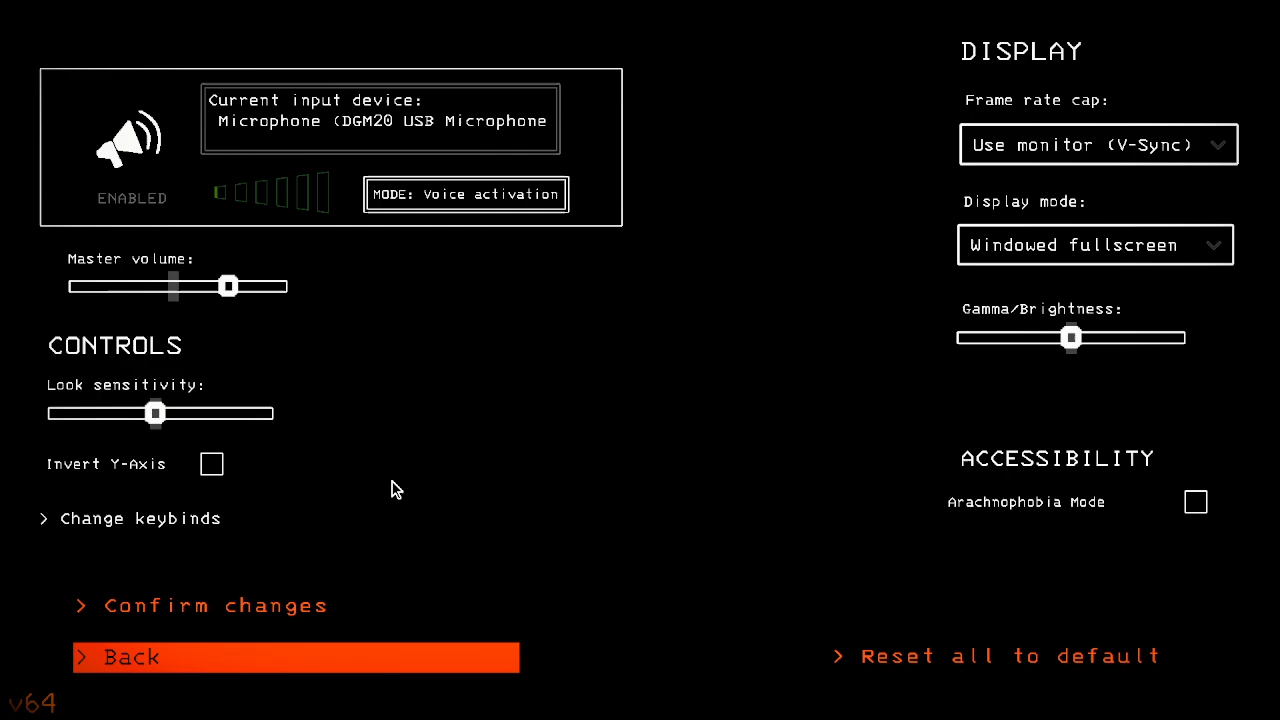 Current input device:
Microphone (DGM20 USB Microphone
ENABLED
MODE: Voice activation
Master volume:
CONTROLS
Look sensitivity:
Invert Y-Axis
> Change keybinds
> Confirm changes
> Back
v64
DISPLAY
Frame rate cap:
Use monitor (V-Sync)
Display mode:
Windowed fullscreen
Gamma/Brightness:
ACCESSIBILITY
Arachnophobia Mode
> Reset all to default